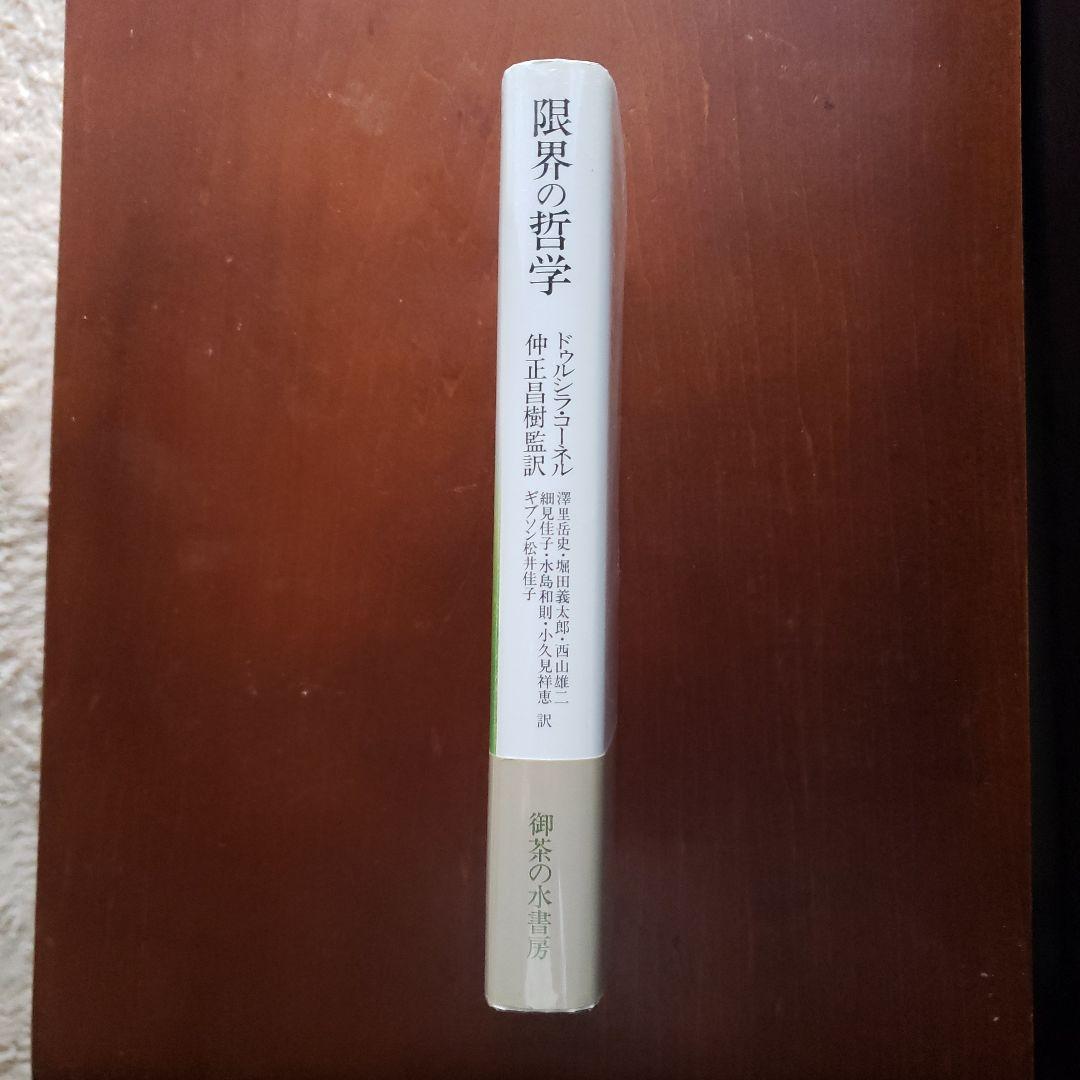 限界の哲学
ドゥルシラ・コーネル
仲正昌樹監訳
澤里岳史・堀田義太郎・西山雄二
細見佳子・水島和則・小久見祥恵
ギブソン松井佳子
訳
御茶の水書房